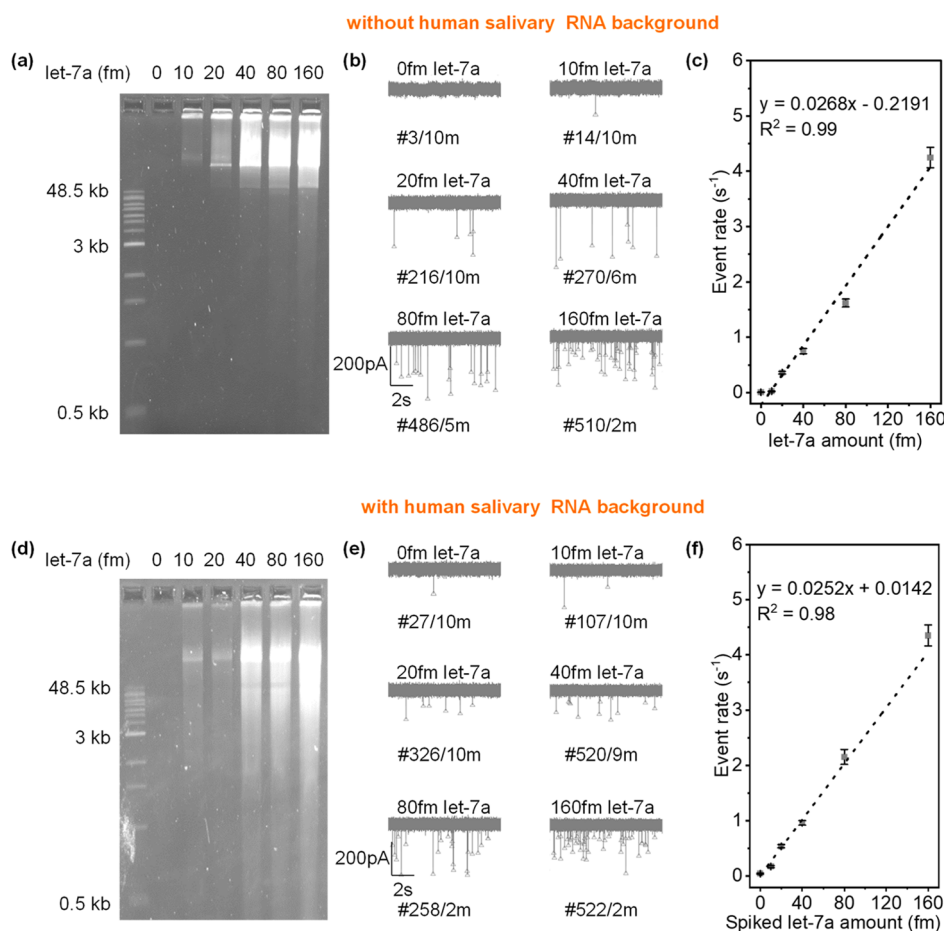 without human salivary RNA background
(a)
let-7a (fm) 0 10 20 40 80 160
48.5 kb
3 kb
0.5 kb
(b)
0fm let-7a 10fm let-7a
#3/10m #14/10m
20fm let-7a 40fm let-7a
#216/10m #270/6m
80fm let-7a 160fm let-7a
200pA
2s
#486/5m #510/2m
(c)
6
5
4
3
2
1
0
Event rate (s⁻¹)
y = 0.0268x - 0.2191
R² = 0.99
0 40 80 120 160
let-7a amount (fm)
with human salivary RNA background
(d)
let-7a (fm) 0 10 20 40 80 160
48.5 kb
3 kb
0.5 kb
(e)
0fm let-7a 10fm let-7a
#27/10m #107/10m
20fm let-7a 40fm let-7a
#326/10m #520/9m
80fm let-7a 160fm let-7a
200pA
2s
#258/2m #522/2m
(f)
6
5
4
3
2
1
0
Event rate (s⁻¹)
y = 0.0252x + 0.0142
R² = 0.98
0 40 80 120 160
Spiked let-7a amount (fm)